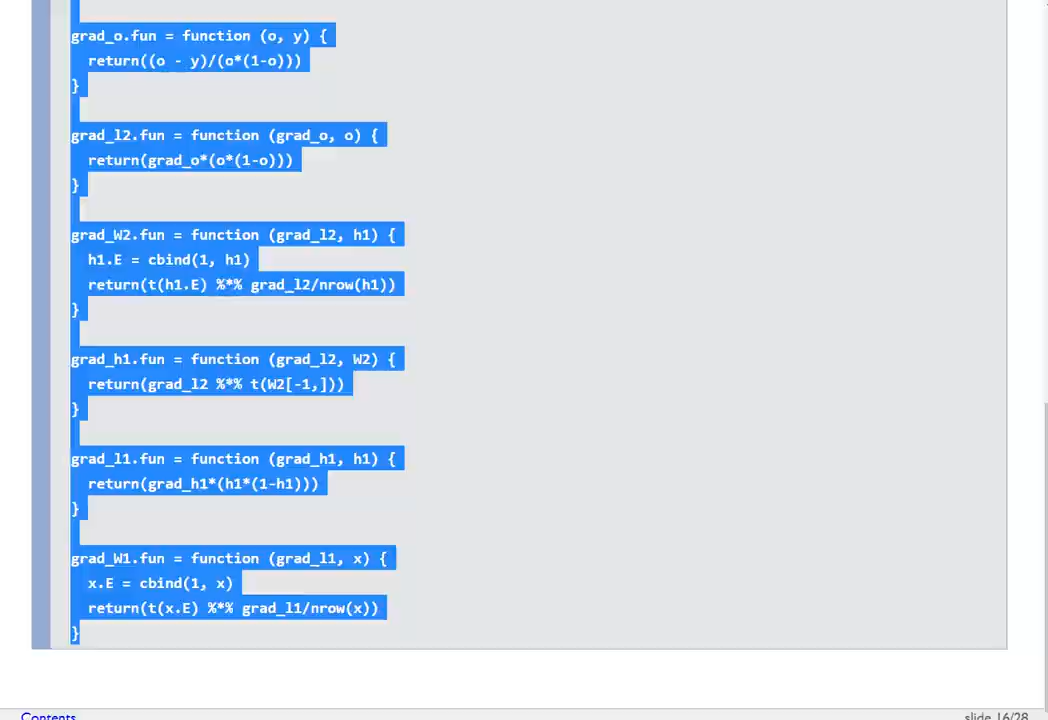 grad_o.fun = function (o, y) {
  return((o - y)/(o*(1-o)))
}
grad_l2.fun = function (grad_o, o) {
  return(grad_o*(o*(1-o)))
}
grad_W2.fun = function (grad_l2, h1) {
  h1.E = cbind(1, h1)
  return(t(h1.E) %*% grad_l2/nrow(h1))
}
grad_h1.fun = function (grad_l2, W2) {
  return(grad_l2 %*% t(W2[-1,]))
}
grad_l1.fun = function (grad_h1, h1) {
  return(grad_h1*(h1*(1-h1)))
}
grad_W1.fun = function (grad_l1, x) {
  x.E = cbind(1, x)
  return(t(x.E) %*% grad_l1/nrow(x))
}
Contents
slide 16/28